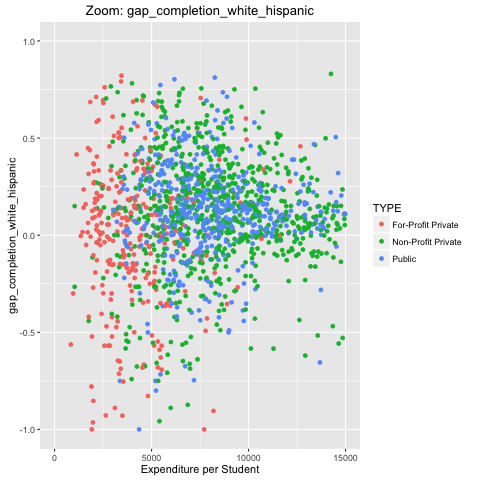 Zoom: gap_completion_white_hispanic
gap_completion_white_hispanic
1.0
0.5
0.0
-0.5
-1.0
0
5000
10000
15000
Expenditure per Student
TYPE
For-Profit Private
Non-Profit Private
Public